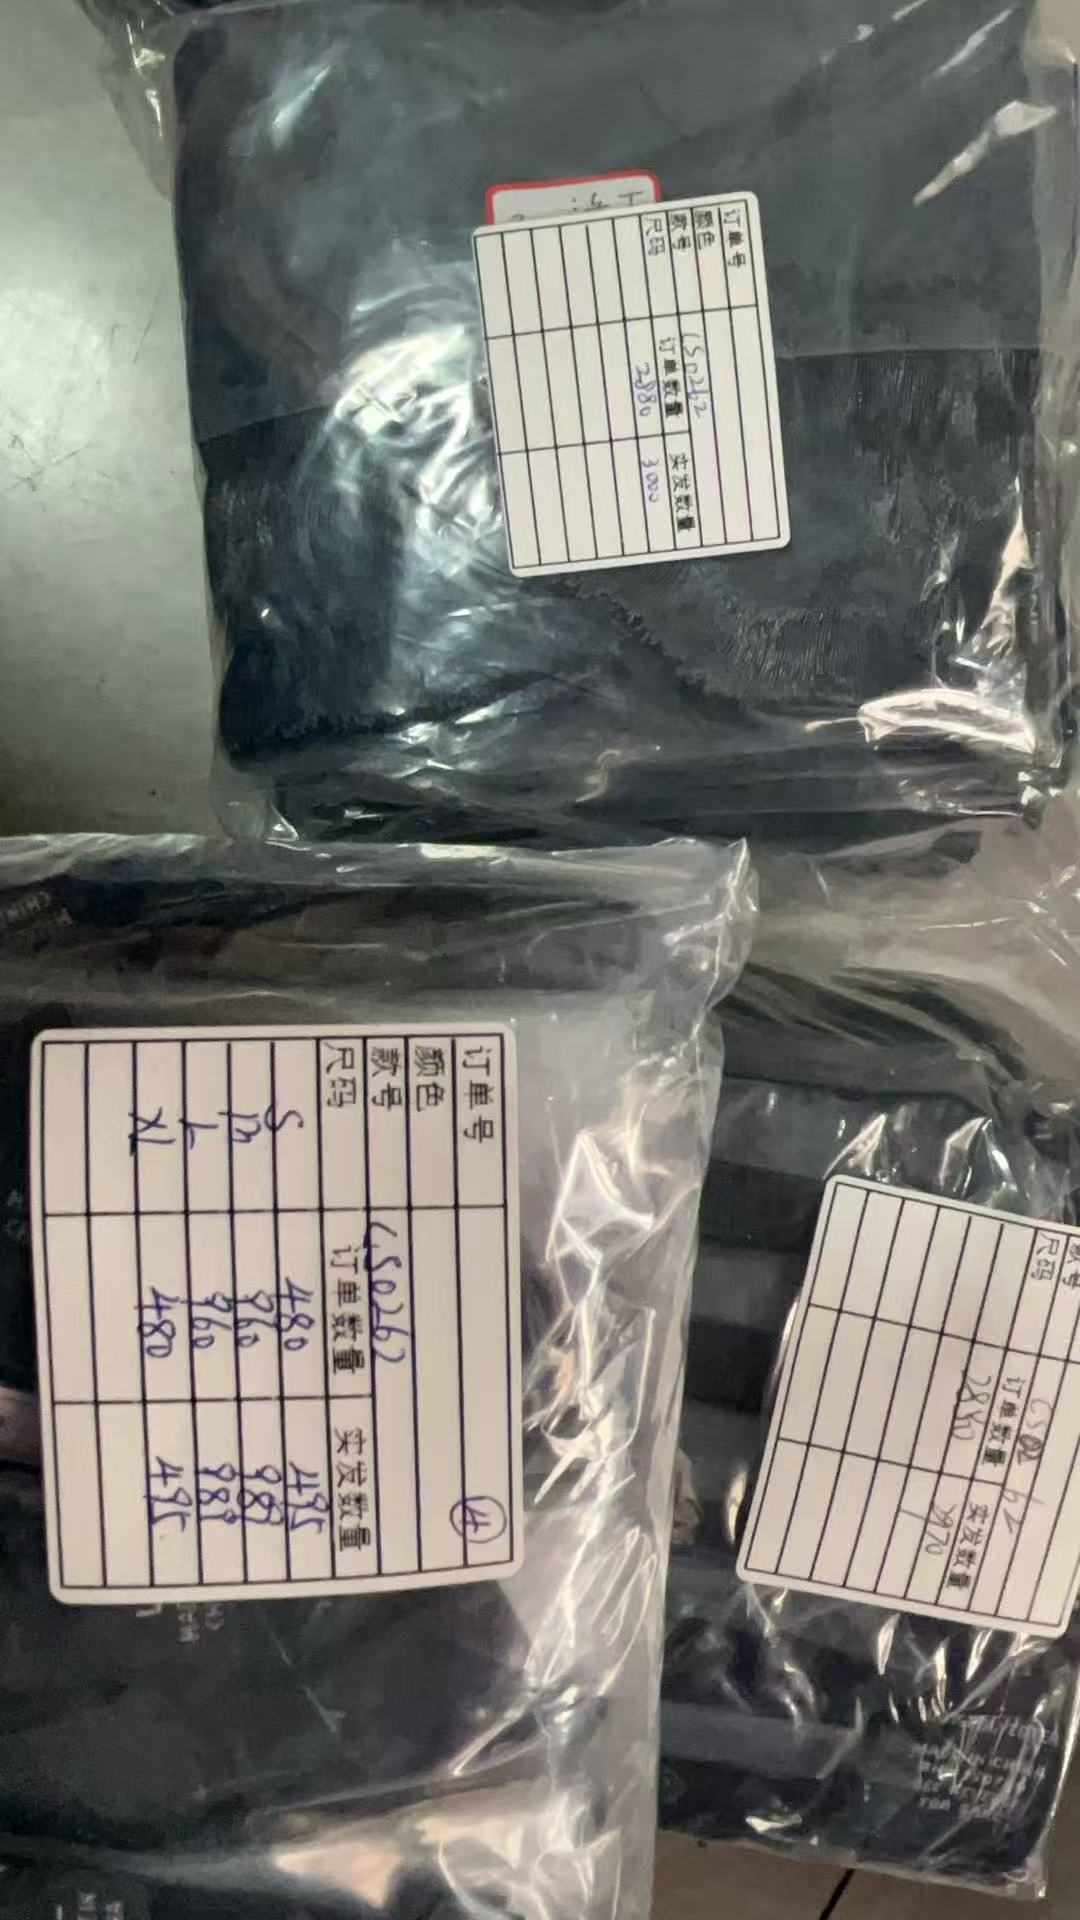 订单号
颜色
款号 CS0262
尺码 订单数量 实发数量
2880 3000
订单号 4
颜色
款号 CS0262
尺码 订单数量 实发数量
S 480 495
M 960 989
L 960 989
XL 480 495
款号
尺码 订单数量 实发数量
2880 2970